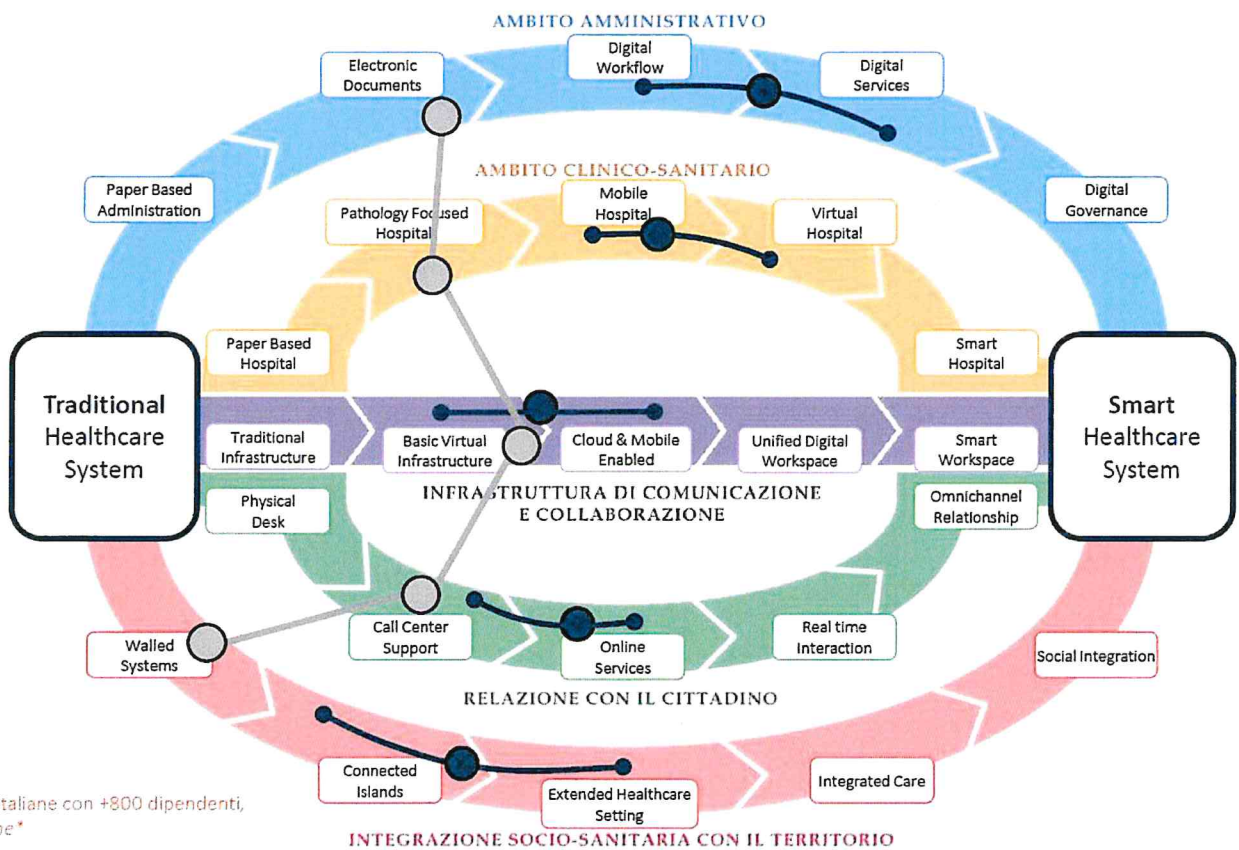 AMBITO AMMINISTRATIVO
Digital
Workflow
Electronic
Documents
Digital
Services
AMBITO CLINICO-SANITARIO
Paper Based
Administration
Mobile
Hospital
Digital
Governance
Pathology Focused
Hospital
Virtual
Hospital
Paper Based
Hospital
Smart
Hospital
Traditional
Healthcare
System
Smart
Healthcare
System
Traditional
Infrastructure
Basic Virtual
Infrastructure
Cloud & Mobile
Enabled
Unified Digital
Workspace
Smart
Workspace
INFRASTRUTTURA DI COMUNICAZIONE
E COLLABORAZIONE
Physical
Desk
Omnichannel
Relationship
Walled
Systems
Call Center
Support
Online
Services
Real time
Interaction
Social Integration
RELAZIONE CON IL CITTADINO
Connected
Islands
Extended Healthcare
Setting
Integrated Care
italiane con +800 dipendenti,
INTEGRAZIONE SOCIO-SANITARIA CON IL TERRITORIO